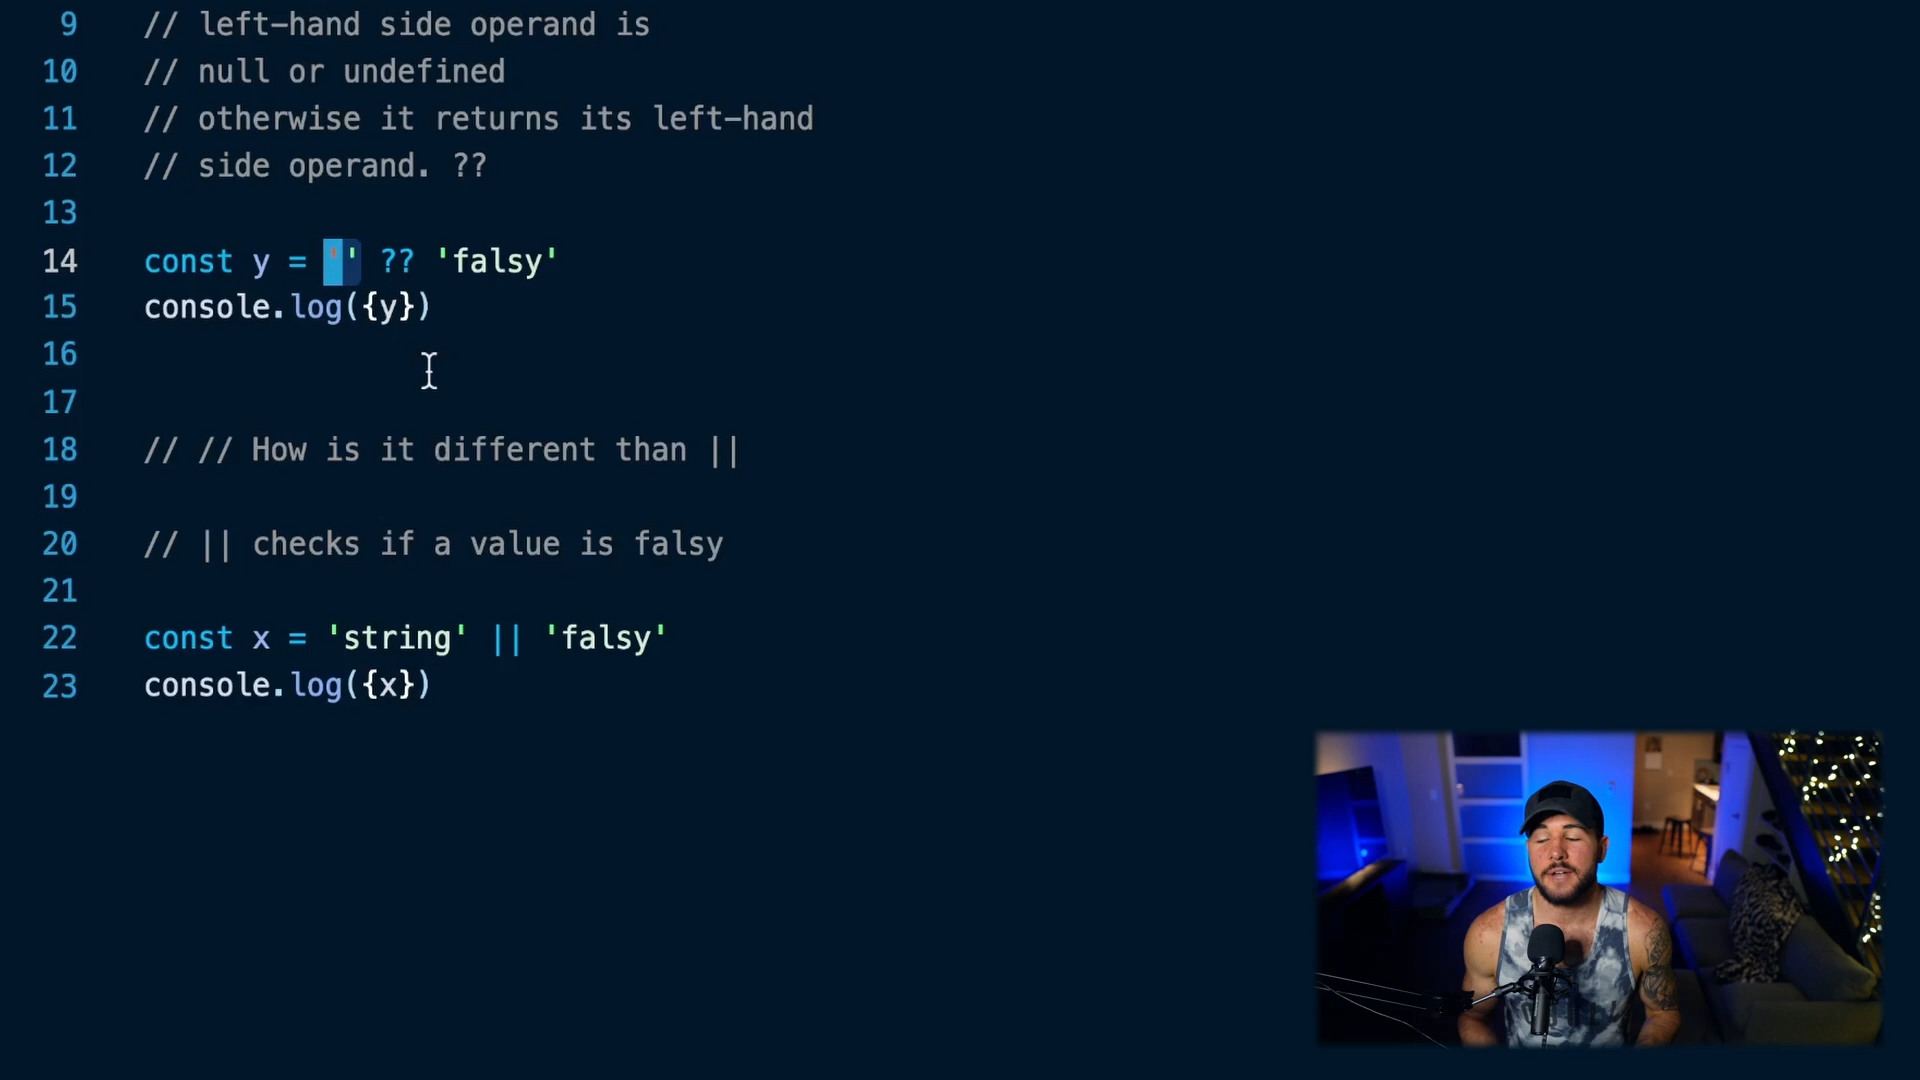 9 // left-hand side operand is
10 // null or undefined
11 // otherwise it returns its left-hand
12 // side operand. ??
13
14 const y = '' ?? 'falsy'
15 console.log({y})
16
17
18 // // How is it different than ||
19
20 // || checks if a value is falsy
21
22 const x = 'string' || 'falsy'
23 console.log({x})